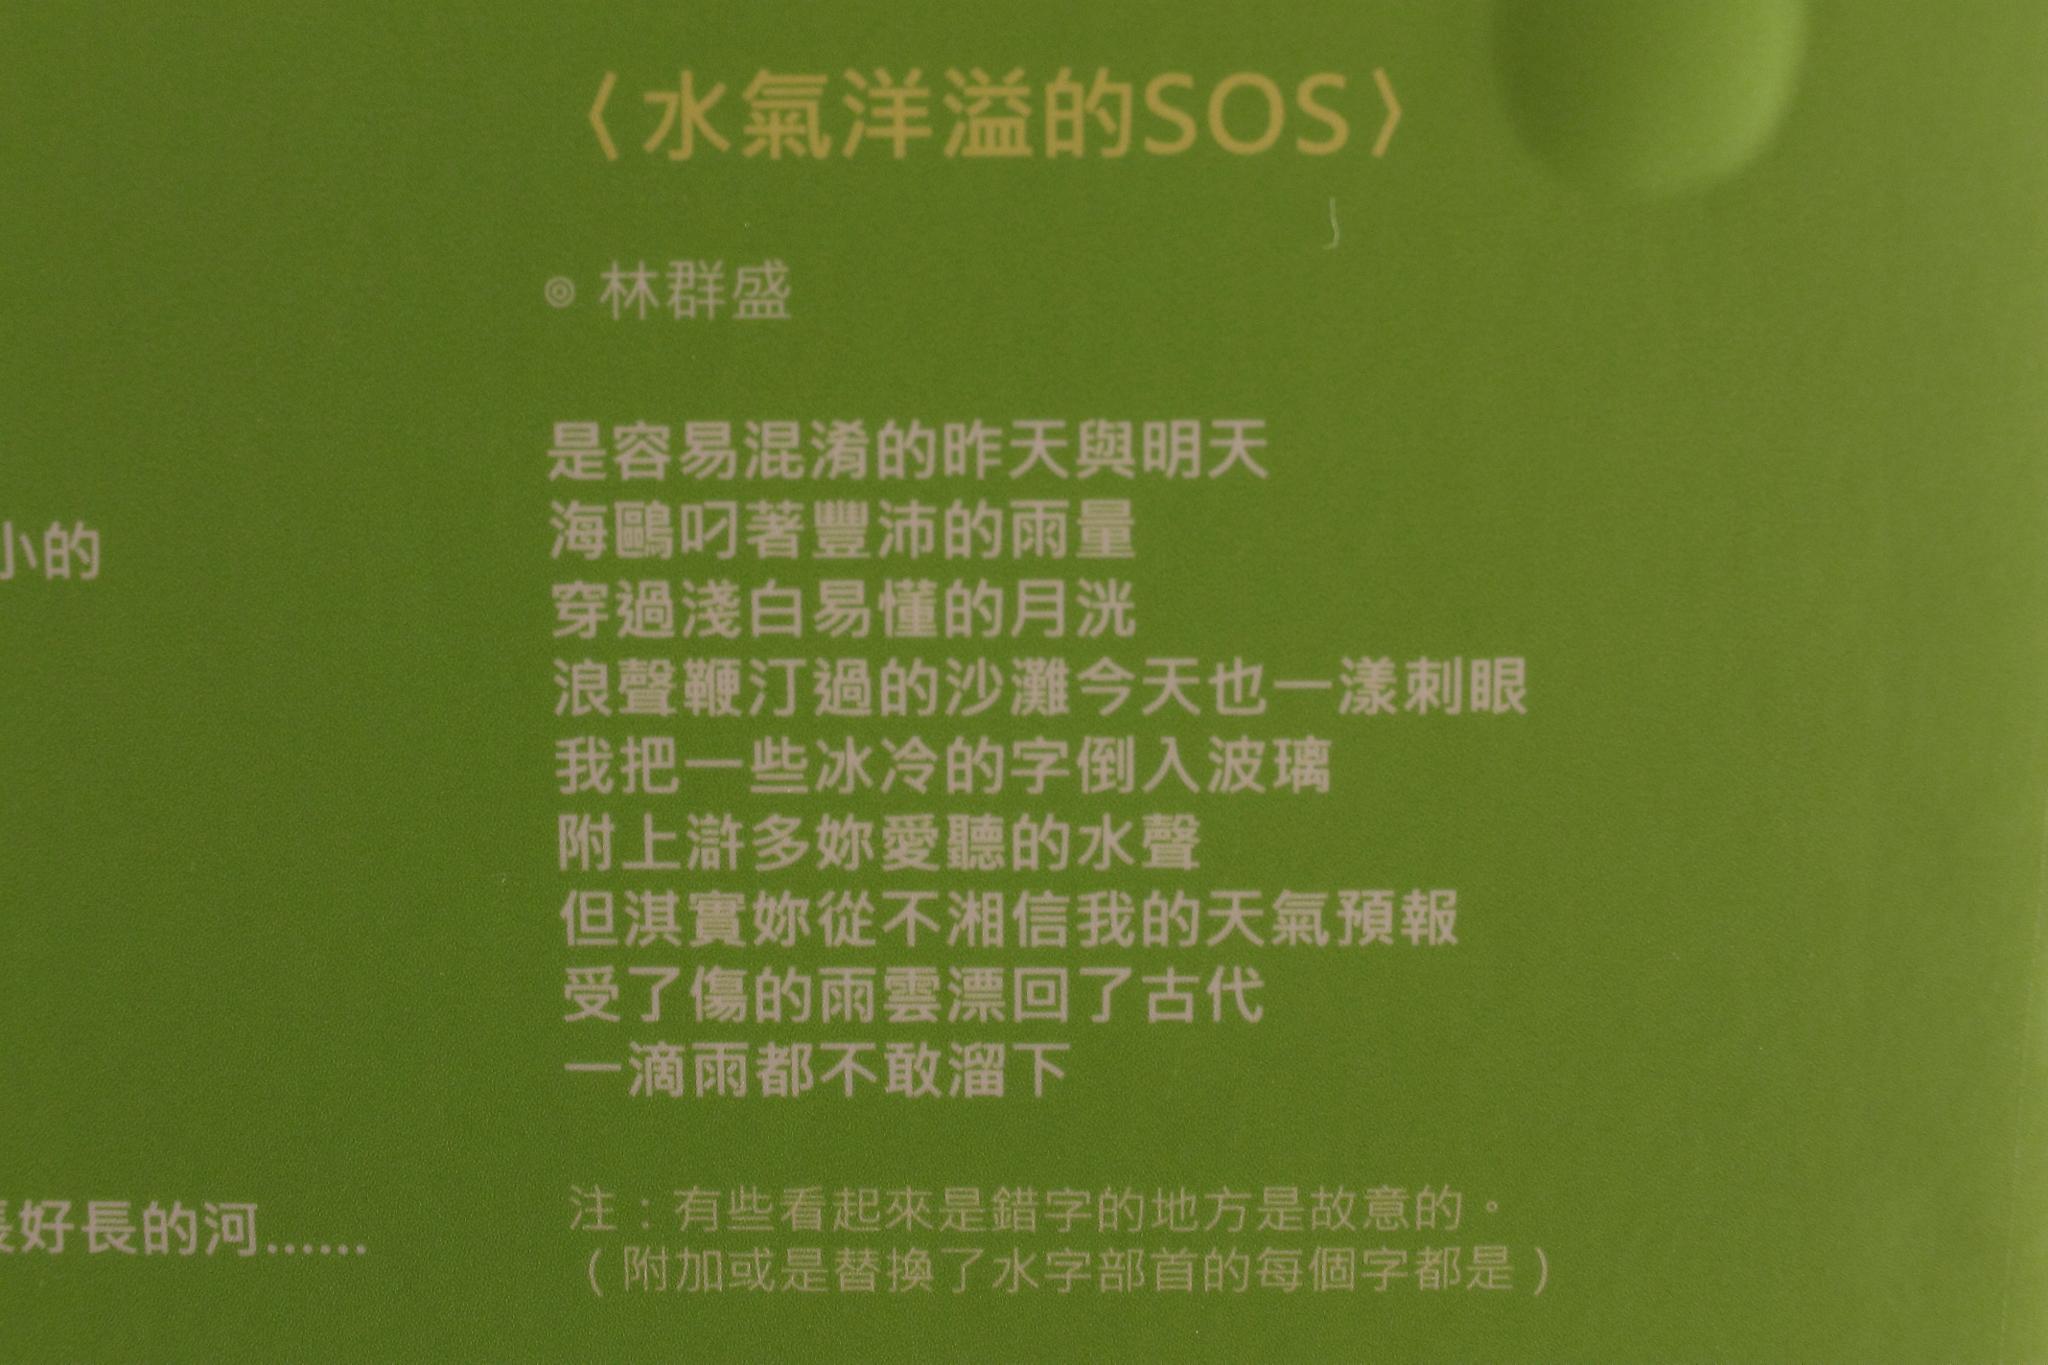 〈水氣洋溢的SOS〉
◎ 林群盛
是容易混淆的昨天與明天
海鷗叼著豐沛的雨量
穿過淺白易懂的月洸
浪聲鞭汀過的沙灘今天也一漾刺眼
我把一些冰冷的字倒入波璃
附上滸多妳愛聽的水聲
但淇實妳從不湘信我的天氣預報
受了傷的雨雲漂回了古代
一滴雨都不敢溜下
注：有些看起來是錯字的地方是故意的。
（附加或是替換了水字部首的每個字都是）
小的
長好長的河......